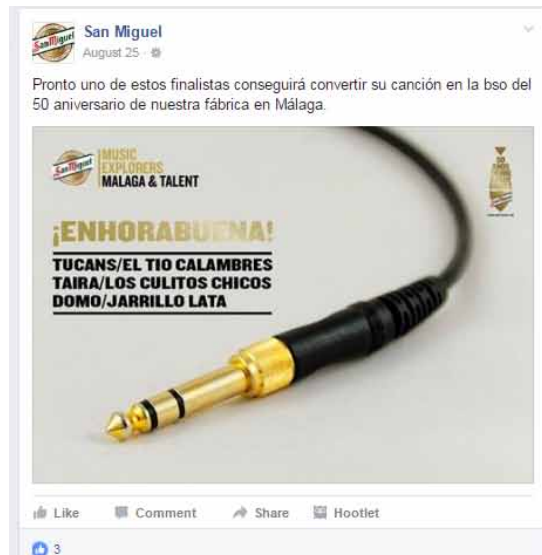 San Miguel
San Miguel
August 25
Pronto uno de estos finalistas conseguirá convertir su canción en la bso del
50 aniversario de nuestra fábrica en Málaga.
San Miguel
MUSIC
EXPLORERS
MALAGA & TALENT
¡ENHORABUENA!
TUCANS/EL TIO CALAMBRES
TAIRA/LOS CULITOS CHICOS
DOMO/JARRILLO LATA
Like Comment Share Hootlet
3